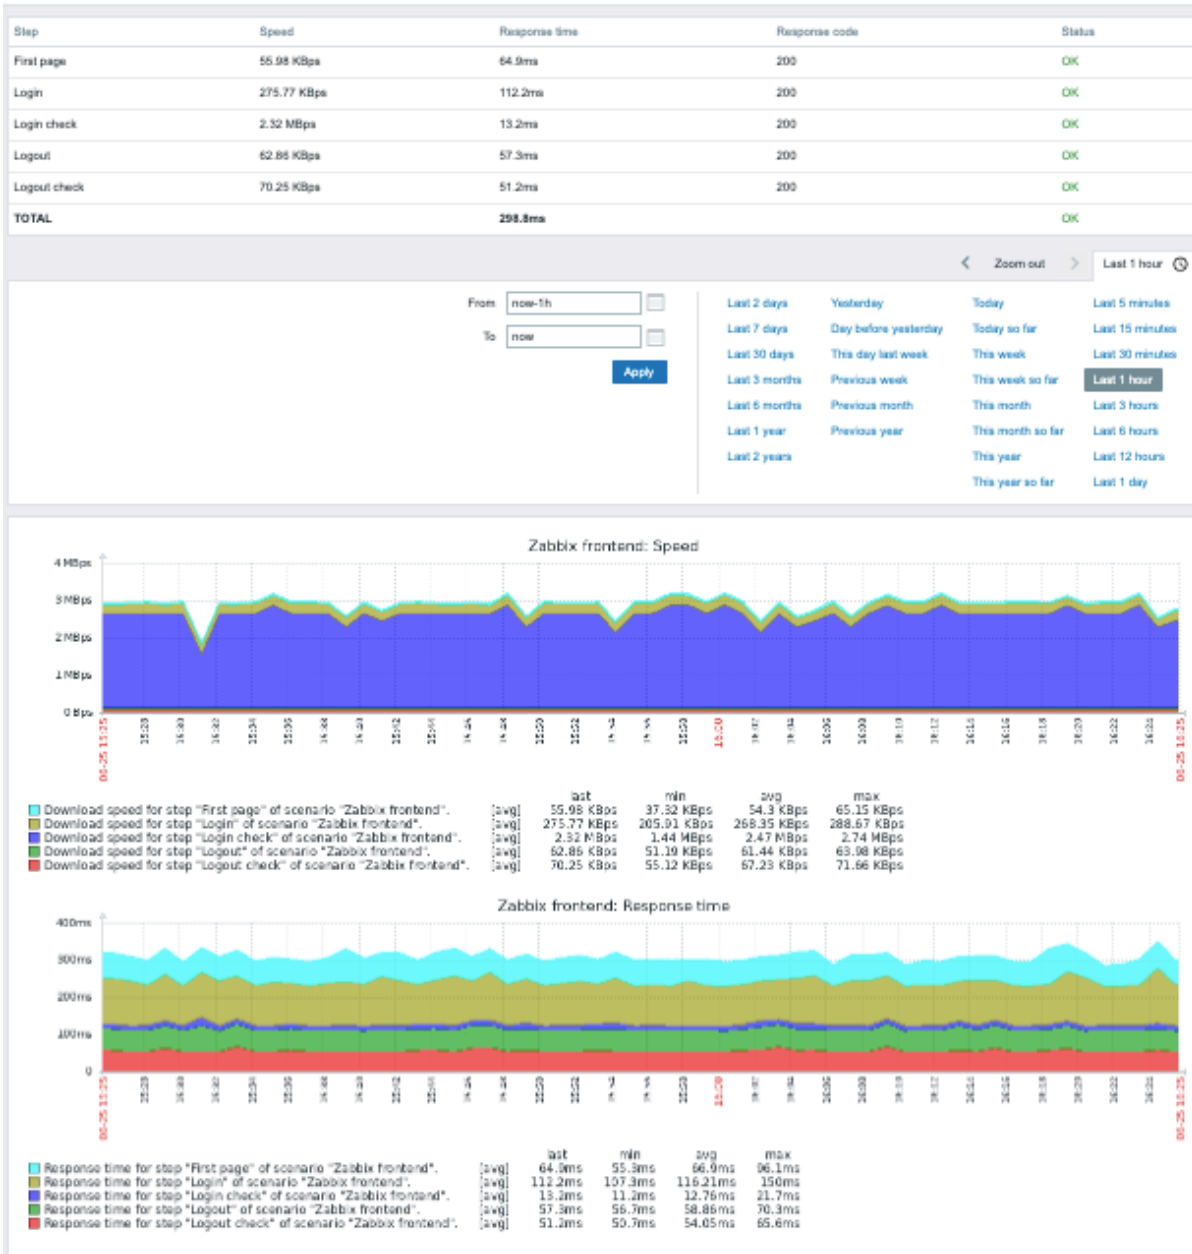 Step Speed Response time Response code Status
First page 55.98 KBps 64.9ms 200 OK
Login 275.77 KBps 112.2ms 200 OK
Login check 2.32 MBps 13.2ms 200 OK
Logout 62.86 KBps 57.3ms 200 OK
Logout check 70.25 KBps 51.2ms 200 OK
TOTAL 298.8ms OK
Zoom out Last 1 hour
From now-1h
To now
Apply
Last 2 days Yesterday Today Last 5 minutes
Last 7 days Day before yesterday Today so far Last 15 minutes
Last 30 days This day last week This week Last 30 minutes
Last 3 months Previous week This week so far Last 1 hour
Last 6 months Previous month This month Last 3 hours
Last 1 year Previous year This month so far Last 6 hours
Last 2 years This year Last 12 hours
This year so far Last 1 day
Zabbix frontend: Speed
4 MBps
3 MBps
2 MBps
1 MBps
0 Bps
last min avg max
Download speed for step "First page" of scenario "Zabbix frontend". [avg] 55.98 KBps 37.32 KBps 54.3 KBps 65.15 KBps
Download speed for step "Login" of scenario "Zabbix frontend". [avg] 275.77 KBps 205.91 KBps 268.35 KBps 288.67 KBps
Download speed for step "Login check" of scenario "Zabbix frontend". [avg] 2.32 MBps 1.44 MBps 2.47 MBps 2.74 MBps
Download speed for step "Logout" of scenario "Zabbix frontend". [avg] 62.86 KBps 51.19 KBps 61.44 KBps 63.98 KBps
Download speed for step "Logout check" of scenario "Zabbix frontend". [avg] 70.25 KBps 55.12 KBps 67.23 KBps 71.66 KBps
Zabbix frontend: Response time
400ms
300ms
200ms
100ms
0
last min avg max
Response time for step "First page" of scenario "Zabbix frontend". [avg] 64.9ms 55.3ms 66.9ms 96.1ms
Response time for step "Login" of scenario "Zabbix frontend". [avg] 112.2ms 107.3ms 116.21ms 150ms
Response time for step "Login check" of scenario "Zabbix frontend". [avg] 13.2ms 11.2ms 12.76ms 21.7ms
Response time for step "Logout" of scenario "Zabbix frontend". [avg] 57.3ms 56.7ms 58.86ms 70.3ms
Response time for step "Logout check" of scenario "Zabbix frontend". [avg] 51.2ms 50.7ms 54.05ms 65.6ms